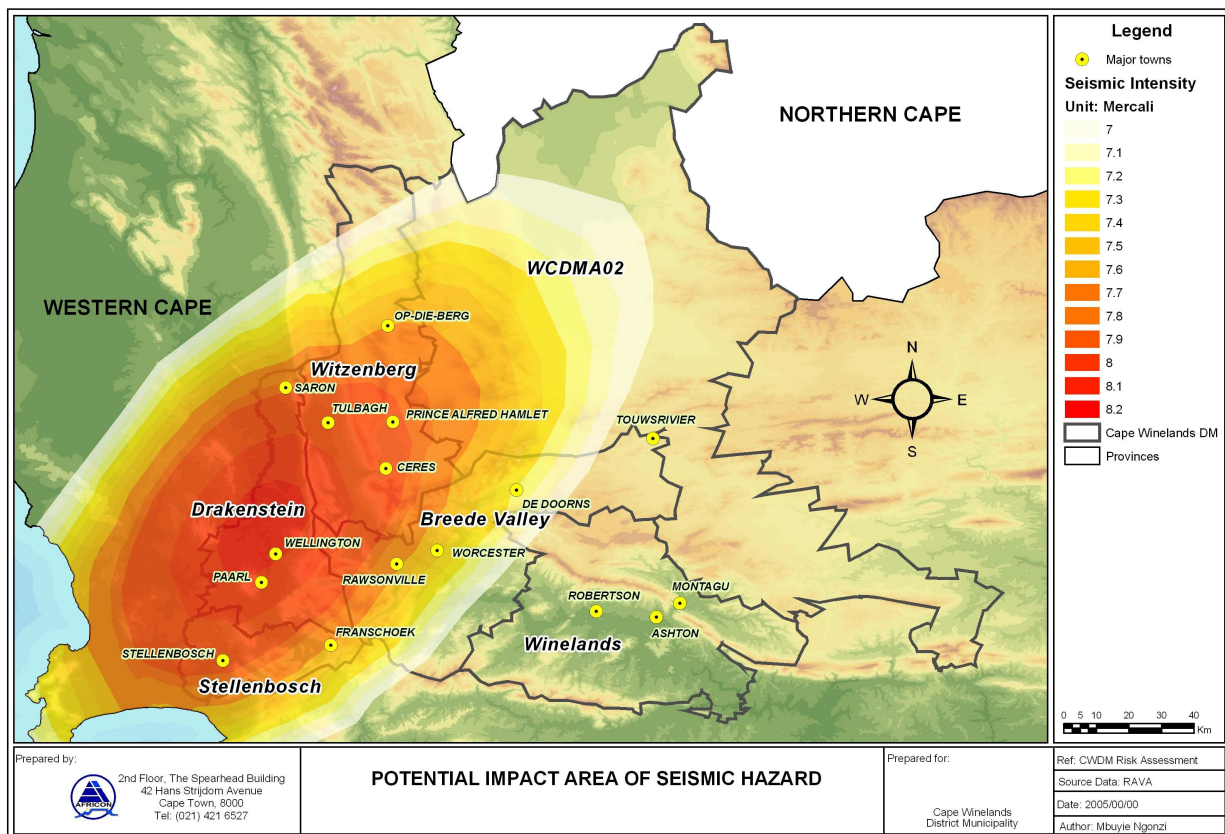 NORTHERN CAPE
WCDMA02
WESTERN CAPE
OP-DIE-BERG
Witzenberg
SARON
TULBAGH
PRINCE ALFRED HAMLET
TOUWSRIVIER
CERES
DE DOORNS
Drakenstein
Breede Valley
WELLINGTON
WORCESTER
PAARL
RAWSONVILLE
MONTAGU
ROBERTSON
ASHTON
FRANSCHOEK
Winelands
STELLENBOSCH
Stellenbosch
N
W
E
S
Legend
Major towns
Seismic Intensity
Unit: Mercali
7
7.1
7.2
7.3
7.4
7.5
7.6
7.7
7.8
7.9
8
8.1
8.2
Cape Winelands DM
Provinces
0 5 10 20 30 40
Km
Prepared by:
AFRICON
2nd Floor, The Spearhead Building
42 Hans Strijdom Avenue
Cape Town, 8000
Tel: (021) 421 6527
POTENTIAL IMPACT AREA OF SEISMIC HAZARD
Prepared for:
Cape Winelands
District Municipality
Ref: CWDM Risk Assessment
Source Data: RAVA
Date: 2005/00/00
Author: Mbuyie Ngonzi